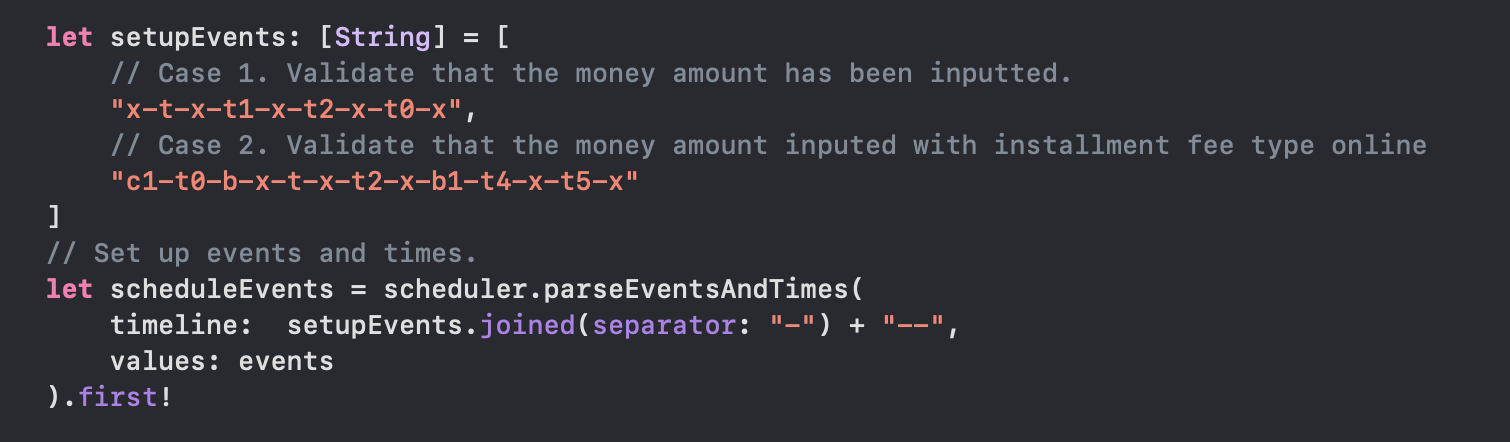 let setupEvents: [String] = [
    // Case 1. Validate that the money amount has been inputted.
    "x-t-x-t1-x-t2-x-t0-x",
    // Case 2. Validate that the money amount inputed with installment fee type online
    "c1-t0-b-x-t-x-t2-x-b1-t4-x-t5-x"
]
// Set up events and times.
let scheduleEvents = scheduler.parseEventsAndTimes(
    timeline:  setupEvents.joined(separator: "-") + "--",
    values: events
).first!